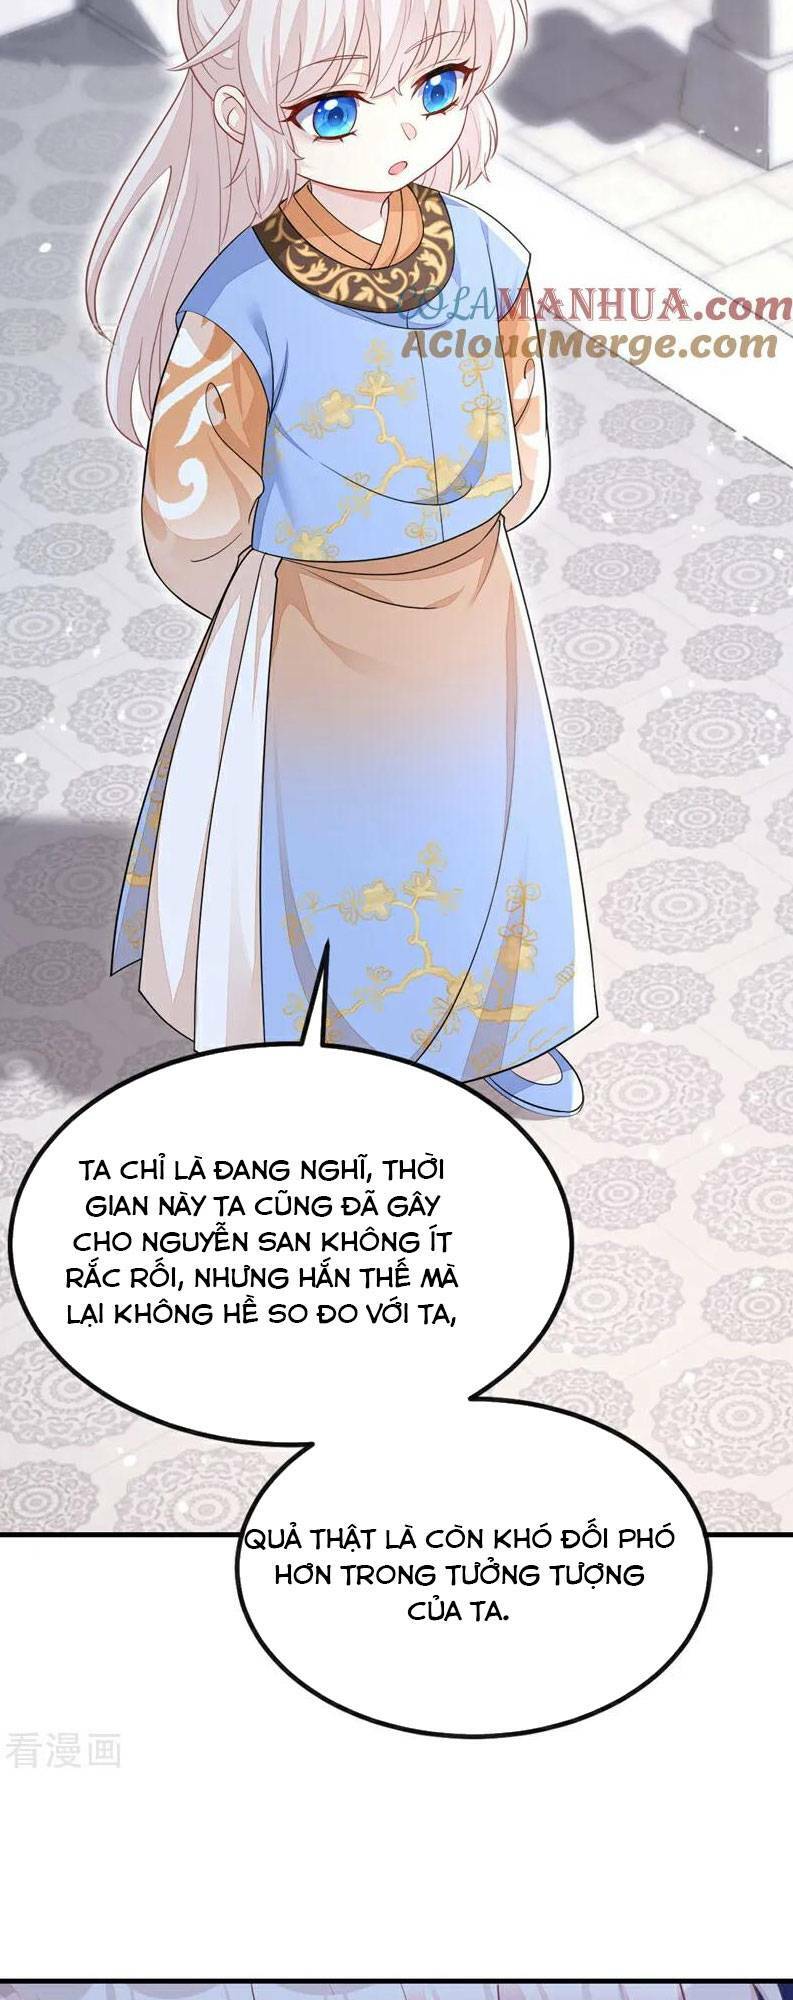 COLAMANHUA.com
ACloudMerge.com
TA CHỈ LÀ ĐANG NGHĨ, THỜI
GIAN NÀY TA CŨNG ĐÃ GÂY
CHO NGUYỄN SAN KHÔNG ÍT
RẮC RỐI, NHƯNG HẮN THẾ MÀ
LẠI KHÔNG HỀ SO ĐO VỚI TA,
QUẢ THẬT LÀ CÒN KHÓ ĐỐI PHÓ
HƠN TRONG TƯỞNG TƯỢNG
CỦA TA.
看漫画